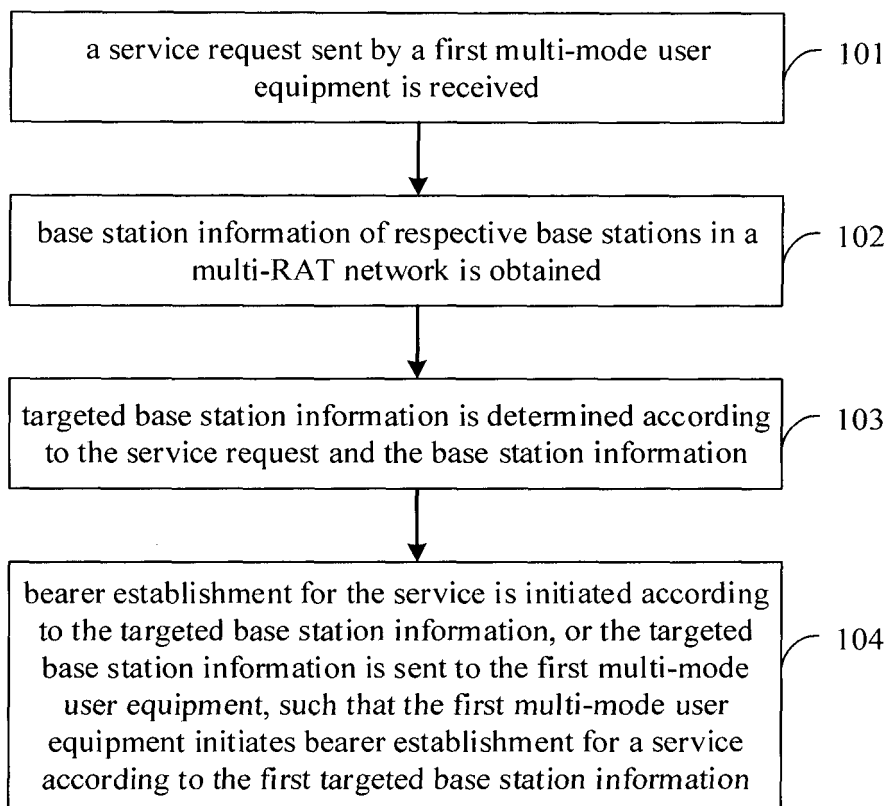 a service request sent by a first multi-mode user
equipment is received
101
base station information of respective base stations in a
multi-RAT network is obtained
102
targeted base station information is determined according
to the service request and the base station information
103
bearer establishment for the service is initiated according
to the targeted base station information, or the targeted
base station information is sent to the first multi-mode
user equipment, such that the first multi-mode user
equipment initiates bearer establishment for a service
according to the first targeted base station information
104